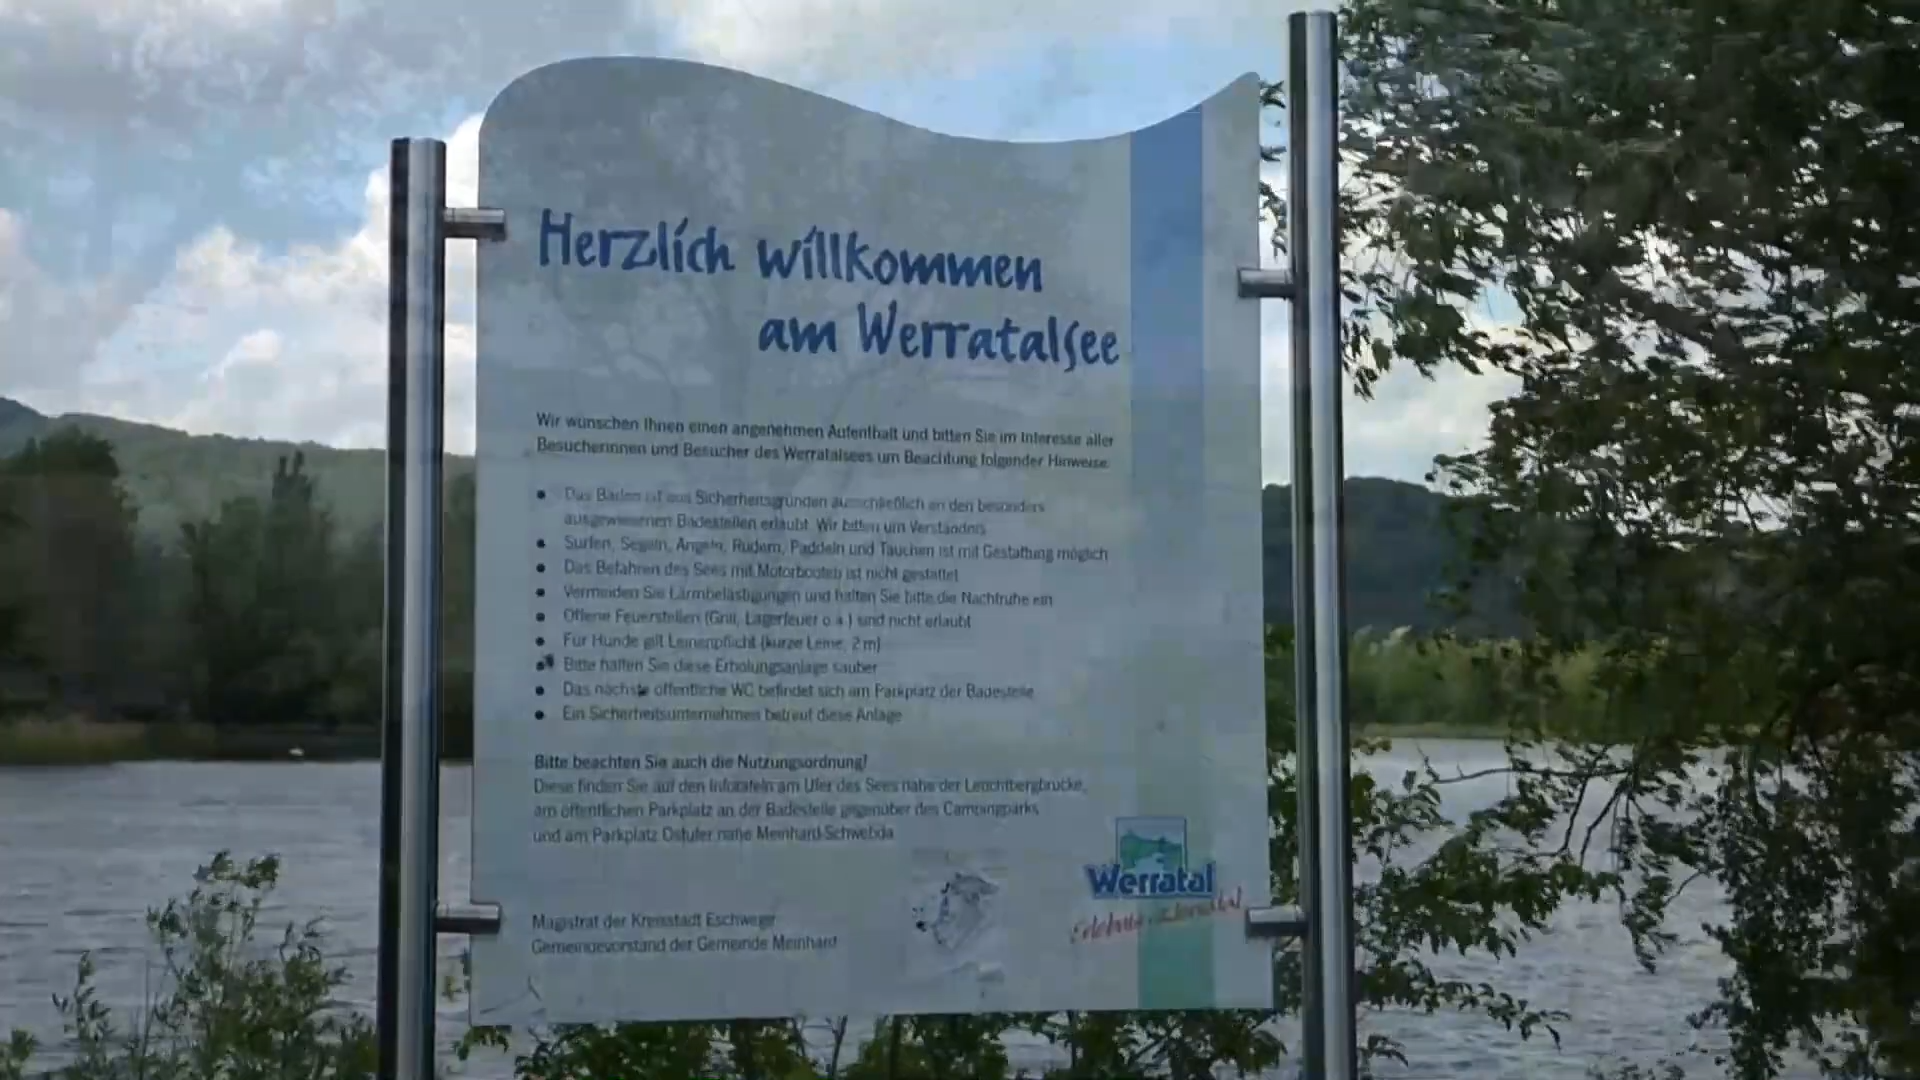 Herzlich willkommen
am Werratalsee
Wir wünschen Ihnen einen angenehmen Aufenthalt und bitten Sie im Interesse aller
Besucherinnen und Besucher des Werratalsees um Beachtung folgender Hinweise:
• Das Baden ist aus Sicherheitsgründen ausschließlich an den besonders
ausgewiesenen Badestellen erlaubt. Wir bitten um Verständnis
• Surfen, Segeln, Angeln, Rudern, Paddeln und Tauchen ist mit Gestattung möglich
• Das Befahren des Sees mit Motorbooten ist nicht gestattet
• Vermeiden Sie Lärmbelästigungen und halten Sie bitte die Nachtruhe ein
• Offene Feuerstellen (Grill, Lagerfeuer o.ä.) sind nicht erlaubt
• Für Hunde gilt Leinenpflicht (kurze Leine, 2 m)
• Bitte halten Sie diese Erholungsanlage sauber
• Das nächste öffentliche WC befindet sich am Parkplatz der Badestelle
• Ein Sicherheitsunternehmen betreut diese Anlage
Bitte beachten Sie auch die Nutzungsordnung!
Diese finden Sie auf den Infotafeln am Ufer des Sees nahe der Leuchtbergbrücke,
am öffentlichen Parkplatz an der Badestelle gegenüber des Campingparks
und am Parkplatz Ostufer nahe Meinhard-Schwebda
Werratal
Magistrat der Kreisstadt Eschwege
Gemeindevorstand der Gemeinde Meinhard